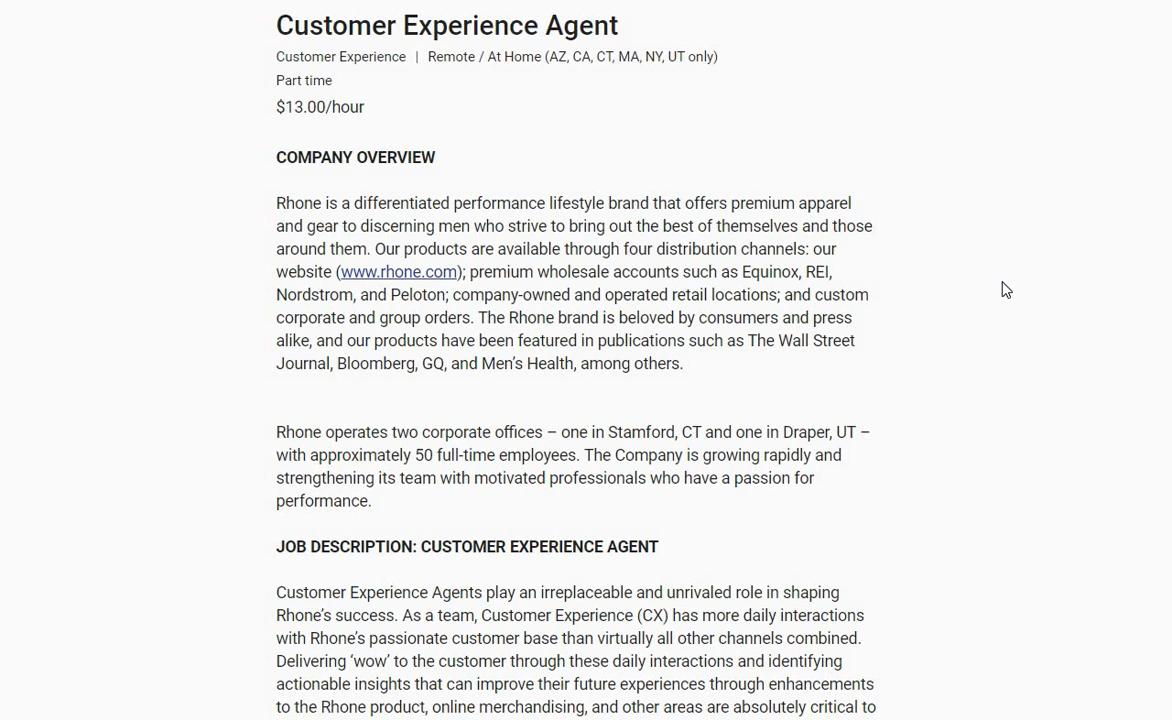 Customer Experience Agent
Customer Experience | Remote / At Home (AZ, CA, CT, MA, NY, UT only)
Part time
$13.00/hour
COMPANY OVERVIEW
Rhone is a differentiated performance lifestyle brand that offers premium apparel
and gear to discerning men who strive to bring out the best of themselves and those
around them. Our products are available through four distribution channels: our
website (www.rhone.com); premium wholesale accounts such as Equinox, REI,
Nordstrom, and Peloton; company-owned and operated retail locations; and custom
corporate and group orders. The Rhone brand is beloved by consumers and press
alike, and our products have been featured in publications such as The Wall Street
Journal, Bloomberg, GQ, and Men’s Health, among others.
Rhone operates two corporate offices – one in Stamford, CT and one in Draper, UT –
with approximately 50 full-time employees. The Company is growing rapidly and
strengthening its team with motivated professionals who have a passion for
performance.
JOB DESCRIPTION: CUSTOMER EXPERIENCE AGENT
Customer Experience Agents play an irreplaceable and unrivaled role in shaping
Rhone’s success. As a team, Customer Experience (CX) has more daily interactions
with Rhone’s passionate customer base than virtually all other channels combined.
Delivering ‘wow’ to the customer through these daily interactions and identifying
actionable insights that can improve their future experiences through enhancements
to the Rhone product, online merchandising, and other areas are absolutely critical to